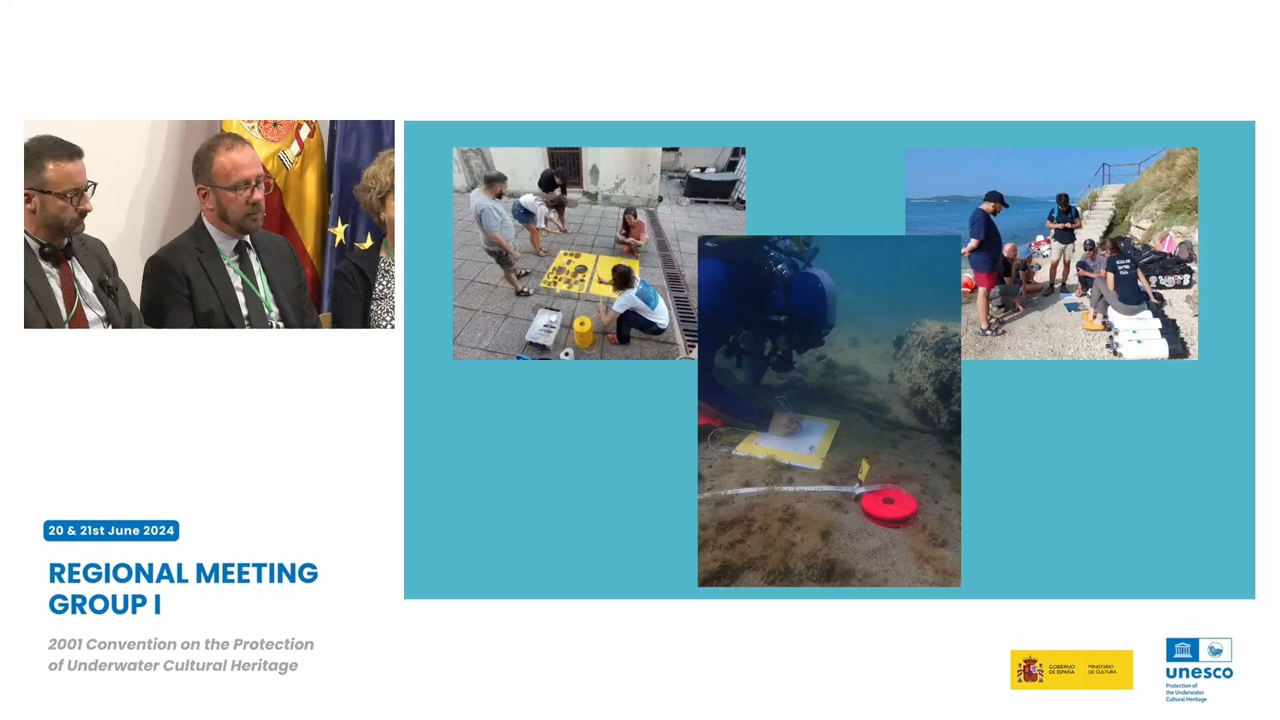 20 & 21st June 2024
REGIONAL MEETING
GROUP I
2001 Convention on the Protection
of Underwater Cultural Heritage
GOBIERNO
DE ESPAÑA
MINISTERIO
DE CULTURA
unesco
Protection of
the Underwater
Cultural Heritage